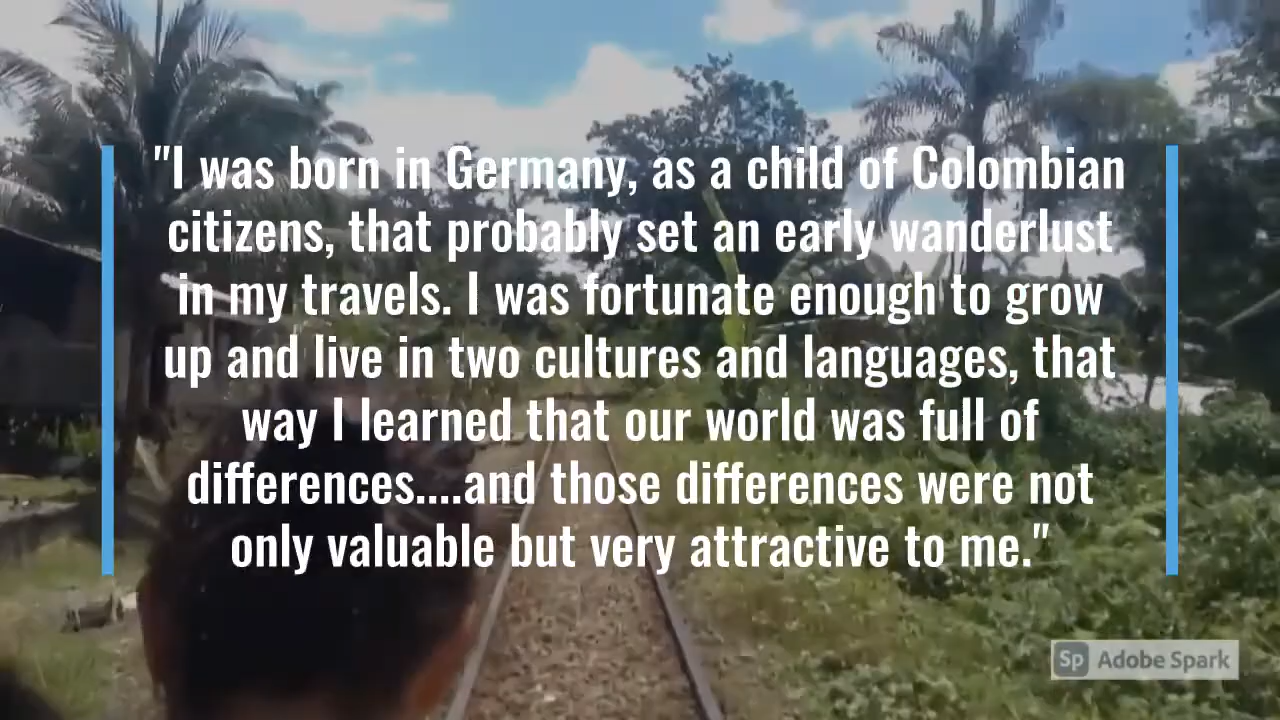 "I was born in Germany, as a child of Colombian
citizens, that probably set an early wanderlust
in my travels. I was fortunate enough to grow
up and live in two cultures and languages, that
way I learned that our world was full of
differences....and those differences were not
only valuable but very attractive to me."
Sp Adobe Spark